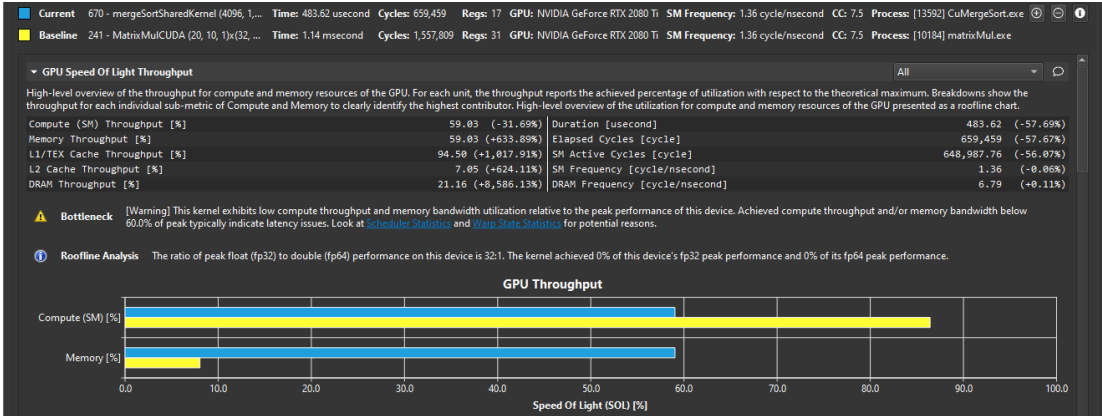 Current 670 - mergeSortSharedKernel (4096, 1,... Time: 483.62 usecond Cycles: 659,459 Regs: 17 GPU: NVIDIA GeForce RTX 2080 Ti SM Frequency: 1.36 cycle/nsecond CC: 7.5 Process: [13592] CuMergeSort.exe
Baseline 241 - MatrixMulCUDA (20, 10, 1)x(32, ... Time: 1.14 msecond Cycles: 1,557,809 Regs: 31 GPU: NVIDIA GeForce RTX 2080 Ti SM Frequency: 1.36 cycle/nsecond CC: 7.5 Process: [10184] matrixMul.exe
GPU Speed Of Light Throughput All
High-level overview of the throughput for compute and memory resources of the GPU. For each unit, the throughput reports the achieved percentage of utilization with respect to the theoretical maximum. Breakdowns show the
throughput for each individual sub-metric of Compute and Memory to clearly identify the highest contributor. High-level overview of the utilization for compute and memory resources of the GPU presented as a roofline chart.
Compute (SM) Throughput [%] 59.03 (-31.69%) Duration [usecond] 483.62 (-57.69%)
Memory Throughput [%] 59.03 (+633.89%) Elapsed Cycles [cycle] 659,459 (-57.67%)
L1/TEX Cache Throughput [%] 94.50 (+1,017.91%) SM Active Cycles [cycle] 648,987.76 (-56.07%)
L2 Cache Throughput [%] 7.05 (+624.11%) SM Frequency [cycle/nsecond] 1.36 (-0.06%)
DRAM Throughput [%] 21.16 (+8,586.13%) DRAM Frequency [cycle/nsecond] 6.79 (+0.11%)
Bottleneck [Warning] This kernel exhibits low compute throughput and memory bandwidth utilization relative to the peak performance of this device. Achieved compute throughput and/or memory bandwidth below
60.0% of peak typically indicate latency issues. Look at Scheduler Statistics and Warp State Statistics for potential reasons.
Roofline Analysis The ratio of peak float (fp32) to double (fp64) performance on this device is 32:1. The kernel achieved 0% of this device's fp32 peak performance and 0% of its fp64 peak performance.
GPU Throughput
Compute (SM) [%]
Memory [%]
0.0 10.0 20.0 30.0 40.0 50.0 60.0 70.0 80.0 90.0 100.0
Speed Of Light (SOL) [%]